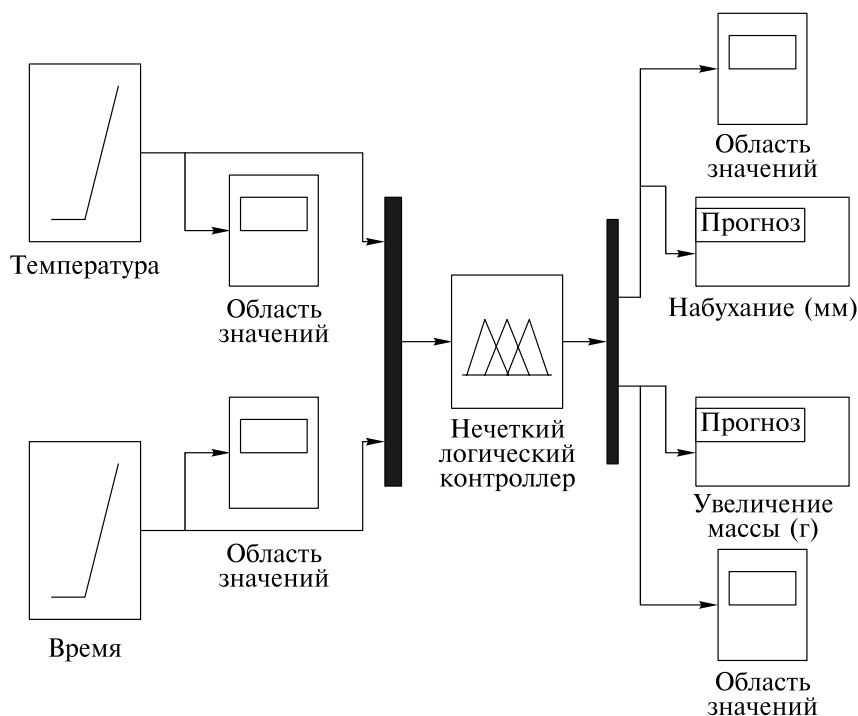 Температура
Область
значений
Время
Область
значений
Нечеткий
логический
контроллер
Область
значений
Прогноз
Набухание (мм)
Прогноз
Увеличение
массы (г)
Область
значений